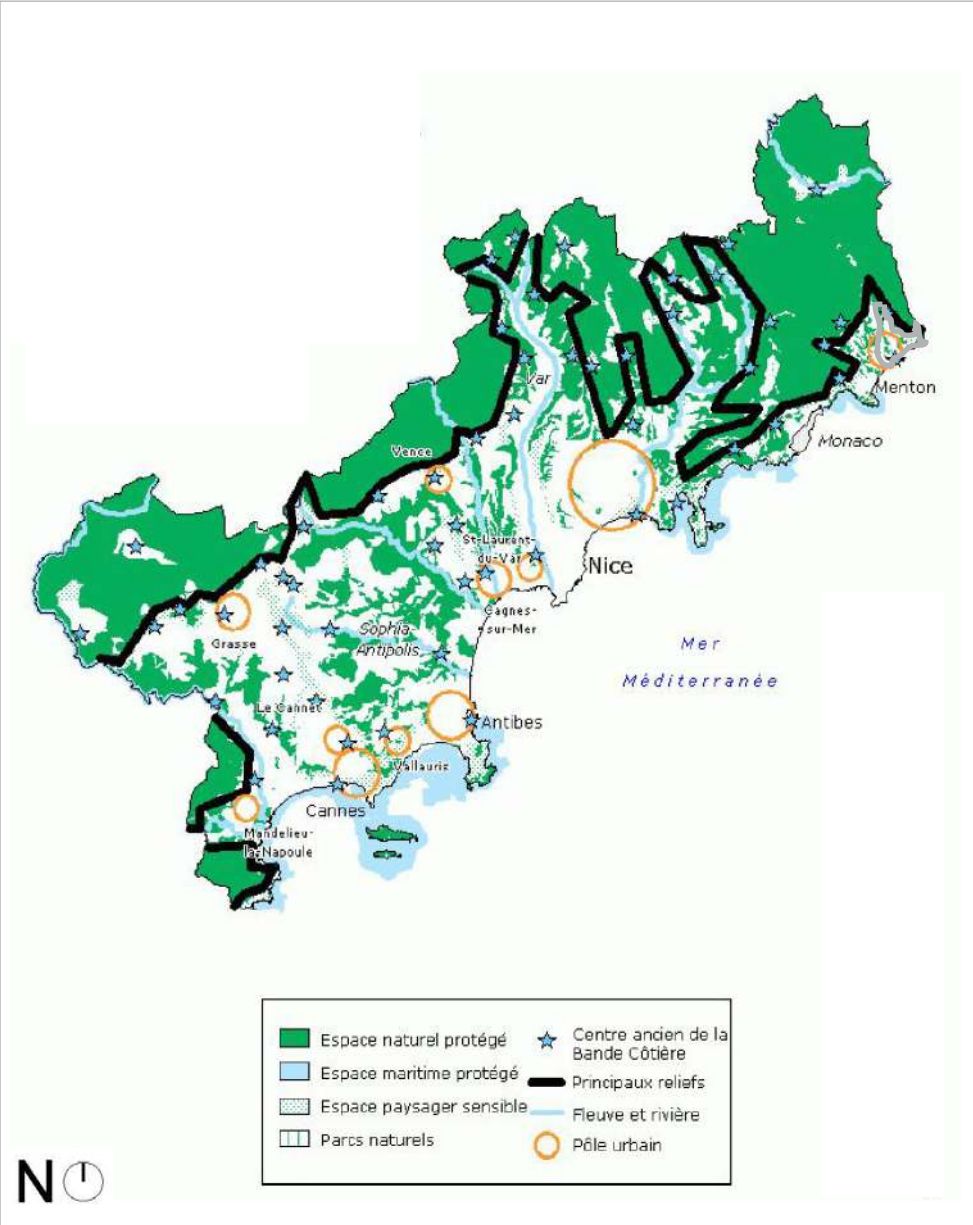 Menton
Monaco
Var
Vence
St-Laurent-
du-Var
Nice
Cagnes-
sur-Mer
Grasse
Sophia-
Antipolis
Mer
Méditerranée
Le Cannet
Antibes
Vallauris
Cannes
Mandelieu-
la-Napoule
Espace naturel protégé
Espace maritime protégé
Espace paysager sensible
Parcs naturels
Centre ancien de la
Bande Côtière
Principaux reliefs
Fleuve et rivière
Pôle urbain
N